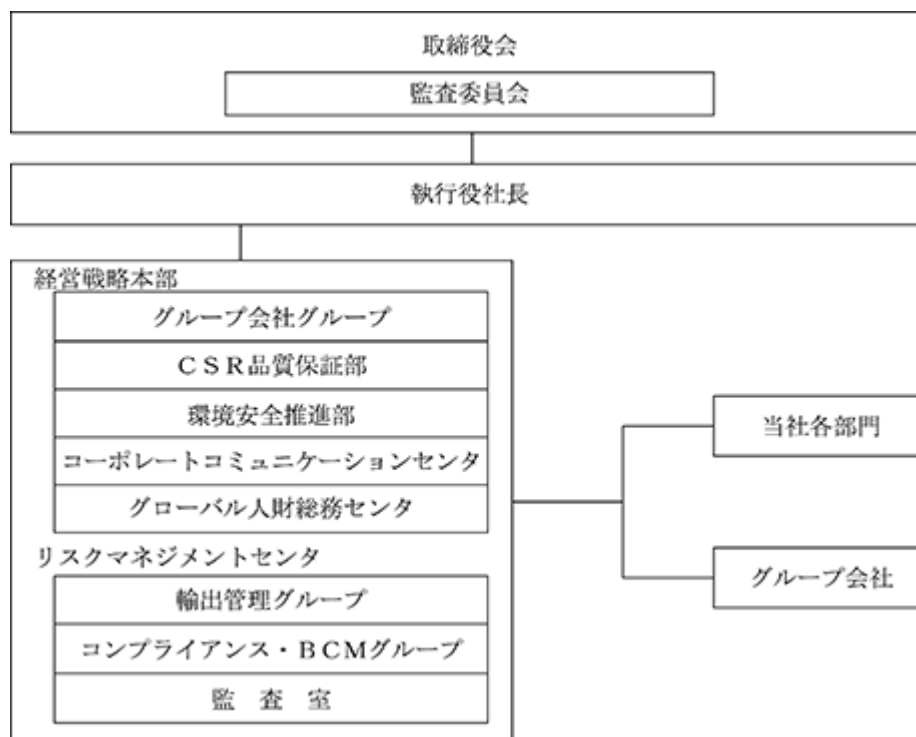 取締役会
監査委員会
執行役社長
経営戦略本部
グループ会社グループ
ＣＳＲ品質保証部
環境安全推進部
コーポレートコミュニケーションセンタ
グローバル人財総務センタ
リスクマネジメントセンタ
輸出管理グループ
コンプライアンス・ＢＣＭグループ
監　査　室
当社各部門
グループ会社